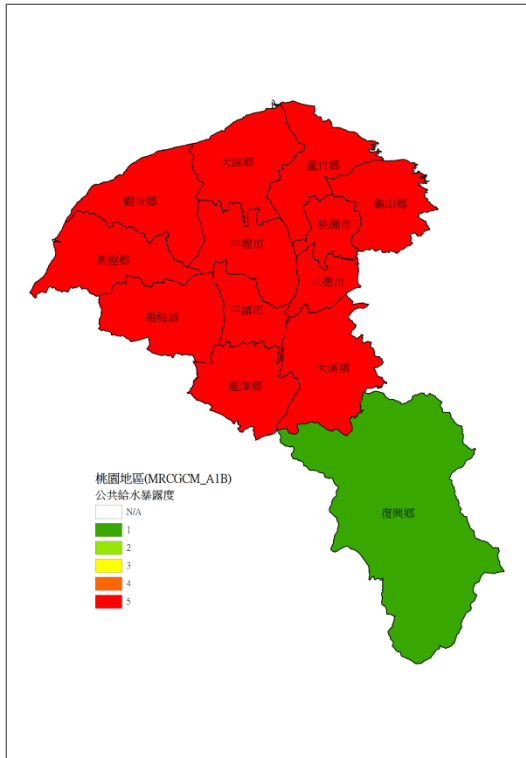 大園鄉
蘆竹鄉
龜山鄉
觀音鄉
桃園市
中壢市
新屋鄉
八德市
楊梅鎮
平鎮市
大溪鎮
龍潭鄉
復興鄉
桃園地區(MRCGCM_A1B)
公共給水暴露度
N/A
1
2
3
4
5